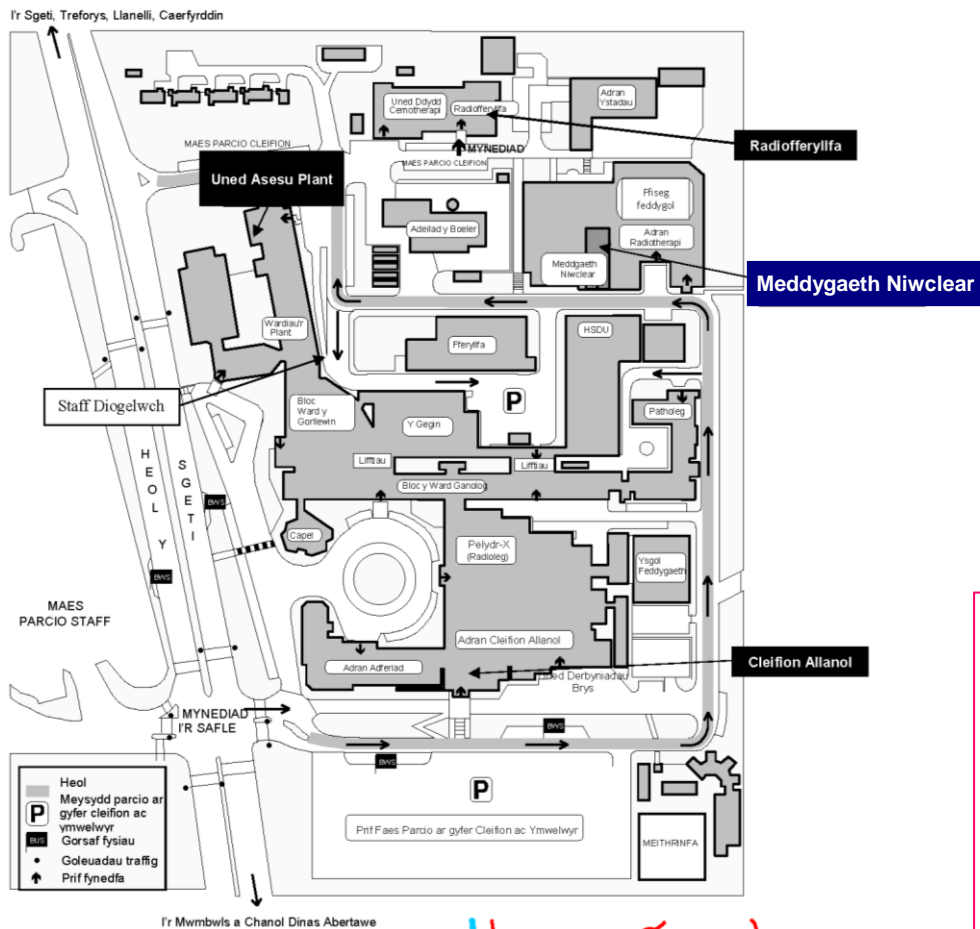 I'r Sgeti, Treforys, Llanelli, Caerfyrddin
Uned Ddydd
Cemotherapi
Radiofferyllfa
Adran
Ystadau
MAES PARCIO CLEIFION
MYNEDIAD
MAES PARCIO CLEIFION
Radiofferyllfa
Uned Asesu Plant
Ffiseg
feddygol
Adeilad y Boeler
Adran
Radiotherapi
Meddgaeth
Niwclear
Meddygaeth Niwclear
Wardiau'r
Plant
Fferyllfa
HSDU
Staff Diogelwch
Bloc
Ward y
Gorllewin
Y Gegin
P
Patholeg
Lifftiau
Lifftiau
Bloc y Ward Ganolog
HEOL Y
SGETI
BWS
BWS
Capel
Pelydr-X
(Radioleg)
Ysgol
Feddygaeth
MAES
PARCIO STAFF
Adran Cleifion Allanol
Adran Adferiad
Cleifion Allanol
Uned Derbyniadau
Brys
MYNEDIAD
I'R SAFLE
BWS
BWS
P
Prif Faes Parcio ar gyfer Cleifion ac Ymwelwyr
MEITHRINFA
Heol
Meysydd parcio ar
P gyfer cleifion ac
ymwelwyr
BUS Gorsaf fysiau
Goleuadau traffig
Prif fynedfa
I'r Mwmbwls a Chanol Dinas Abertawe